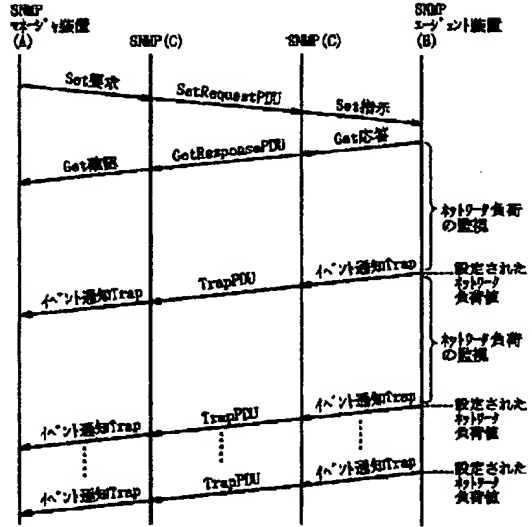 SNMP
マネージャ装置
(A)
SNMP(C)
SNMP(C)
SNMP
エージェント装置
(B)
Set要求
SetRequestPDU
Set指示
Get応答
GetResponsePDU
Get確認
ネットワーク負荷
の監視
イベント通知Trap
TrapPDU
イベント通知Trap
設定された
ネットワーク
負荷値
ネットワーク負荷
の監視
イベント通知Trap
TrapPDU
イベント通知Trap
設定された
ネットワーク
負荷値
イベント通知Trap
TrapPDU
イベント通知Trap
設定された
ネットワーク
負荷値